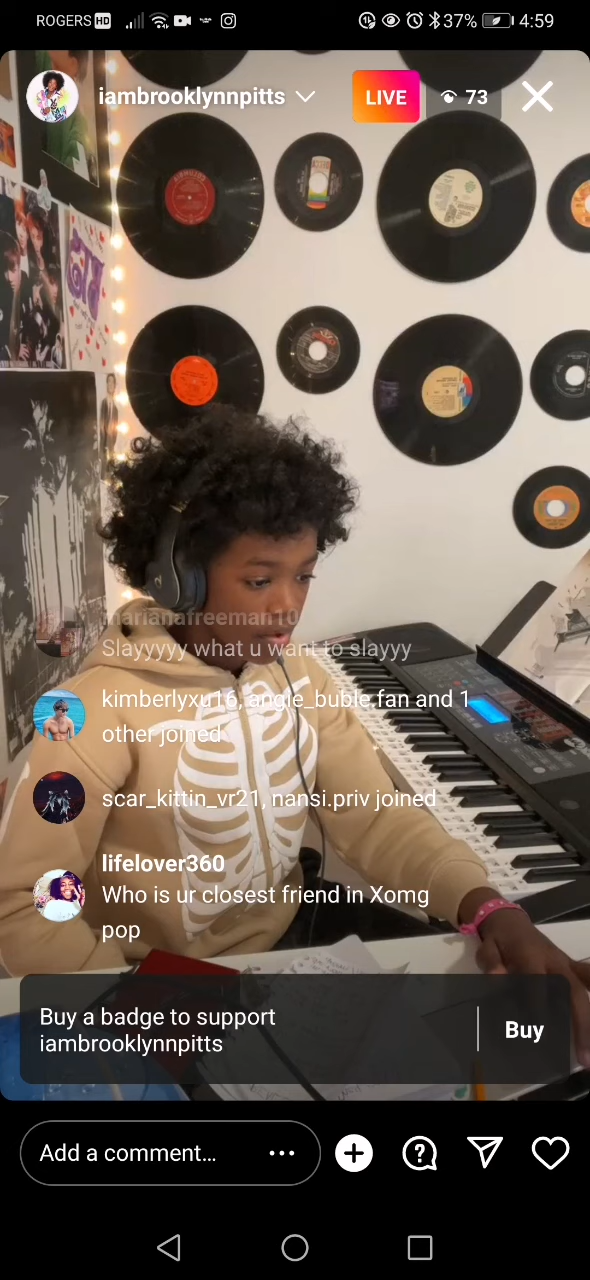 ROGERS HD 37% 4:59
iambrooklynnpitts LIVE 73
marianafreeman10
Slayyyyy what u want to slayyy
kimberlyxu16, angle_buble.fan and 1
other joined
scar_kittin_vr21, nansi.priv joined
lifelover360
Who is ur closest friend in Xomg
pop
Buy a badge to support
iambrooklynnpitts
Buy
Add a comment...